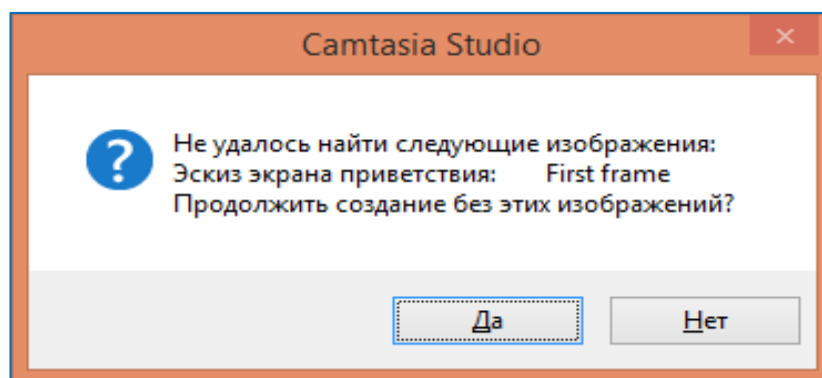 Camtasia Studio
Не удалось найти следующие изображения:
Эскиз экрана приветствия: First frame
Продолжить создание без этих изображений?
Да
Нет